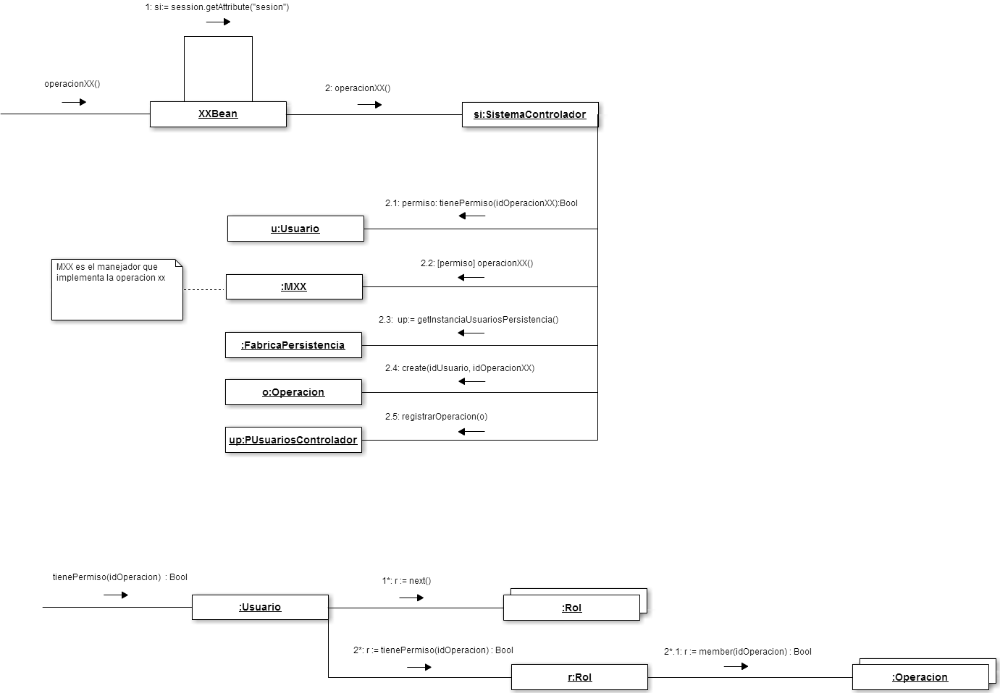 1: si:= session.getAttribute("sesion")
operacionXX()
2: operacionXX()
XXBean
si:SistemaControlador
2.1: permiso: tienePermiso(idOperacionXX):Bool
u:Usuario
2.2: [permiso] operacionXX()
MXX es el manejador que
implementa la operacion xx
:MXX
2.3: up:= getInstanciaUsuariosPersistencia()
:FabricaPersistencia
2.4: create(idUsuario, idOperacionXX)
o:Operacion
2.5: registrarOperacion(o)
up:PUsuariosControlador
tienePermiso(idOperacion) : Bool
1*: r := next()
:Usuario
:Rol
2*: r := tienePermiso(idOperacion) : Bool
2*.1: r := member(idOperacion) : Bool
r:Rol
:Operacion